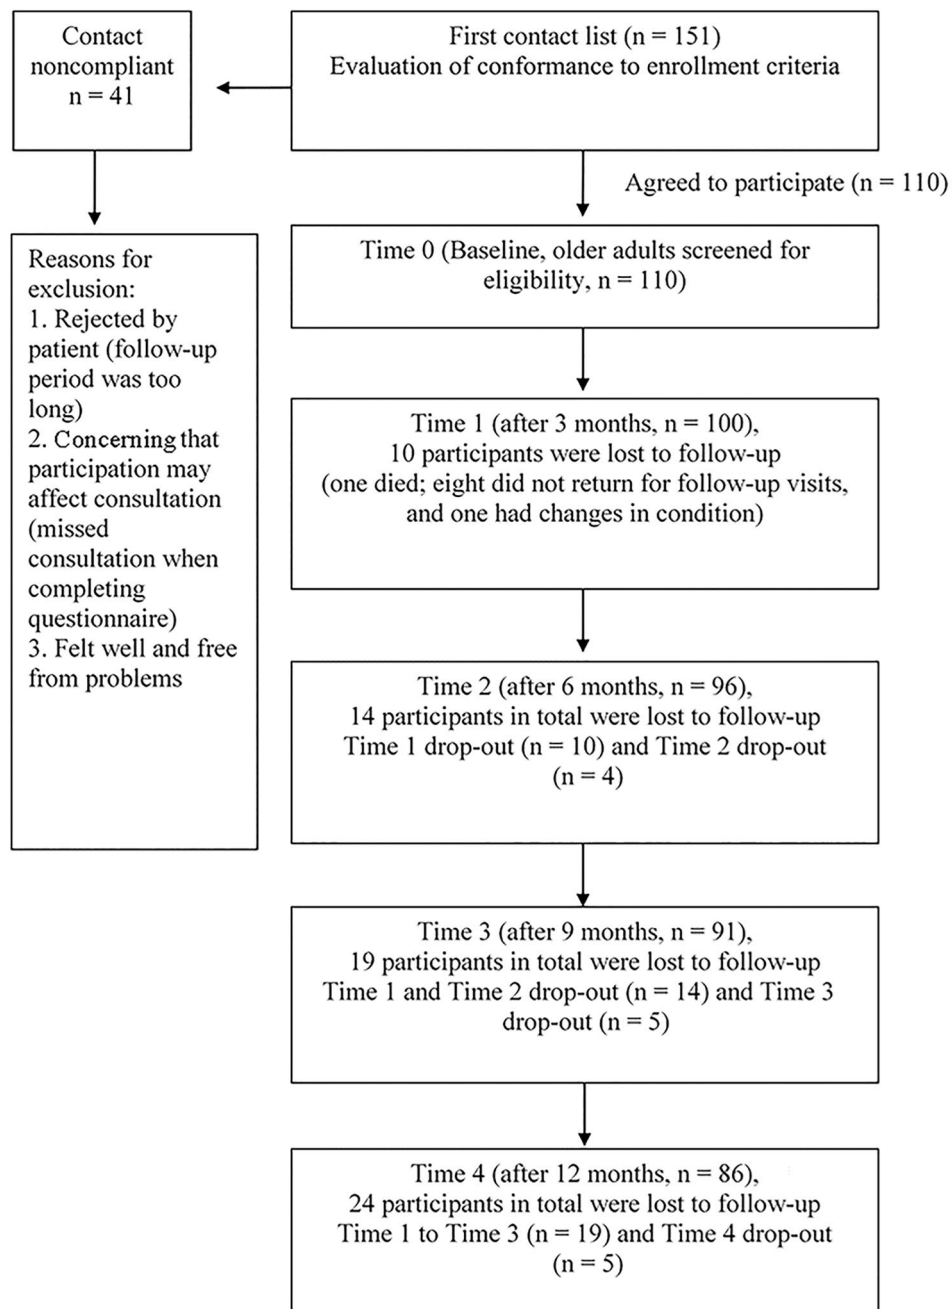 Contact
noncompliant
n = 41
First contact list (n = 151)
Evaluation of conformance to enrollment criteria
Agreed to participate (n = 110)
Reasons for
exclusion:
1. Rejected by
patient (follow-up
period was too
long)
2. Concerning that
participation may
affect consultation
(missed
consultation when
completing
questionnaire)
3. Felt well and free
from problems
Time 0 (Baseline, older adults screened for
eligibility, n = 110)
Time 1 (after 3 months, n = 100),
10 participants were lost to follow-up
(one died; eight did not return for follow-up visits,
and one had changes in condition)
Time 2 (after 6 months, n = 96),
14 participants in total were lost to follow-up
Time 1 drop-out (n = 10) and Time 2 drop-out
(n = 4)
Time 3 (after 9 months, n = 91),
19 participants in total were lost to follow-up
Time 1 and Time 2 drop-out (n = 14) and Time 3
drop-out (n = 5)
Time 4 (after 12 months, n = 86),
24 participants in total were lost to follow-up
Time 1 to Time 3 (n = 19) and Time 4 drop-out
(n = 5)